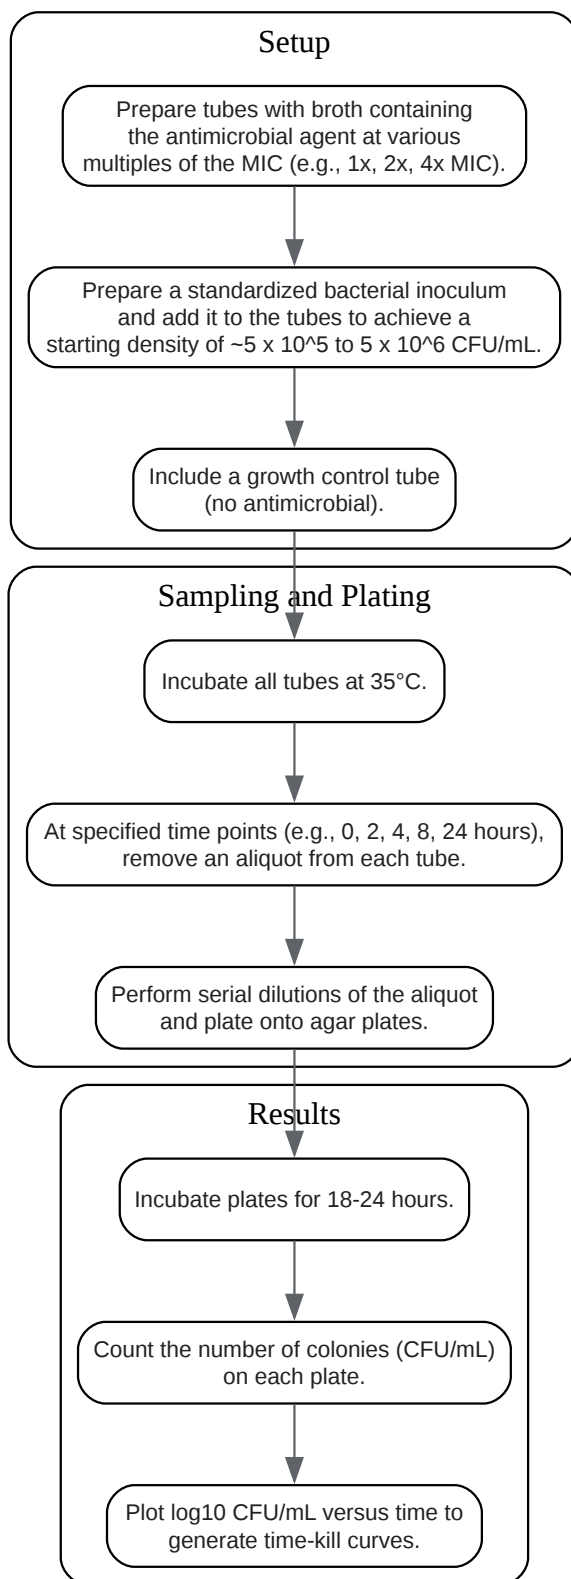 Setup
Prepare tubes with broth containing
the antimicrobial agent at various
multiples of the MIC (e.g., 1x, 2x, 4x MIC).
Prepare a standardized bacterial inoculum
and add it to the tubes to achieve a
starting density of ~5 x 10^5 to 5 x 10^6 CFU/mL.
Include a growth control tube
(no antimicrobial).
Sampling and Plating
Incubate all tubes at 35°C.
At specified time points (e.g., 0, 2, 4, 8, 24 hours),
remove an aliquot from each tube.
Perform serial dilutions of the aliquot
and plate onto agar plates.
Results
Incubate plates for 18-24 hours.
Count the number of colonies (CFU/mL)
on each plate.
Plot log10 CFU/mL versus time to
generate time-kill curves.